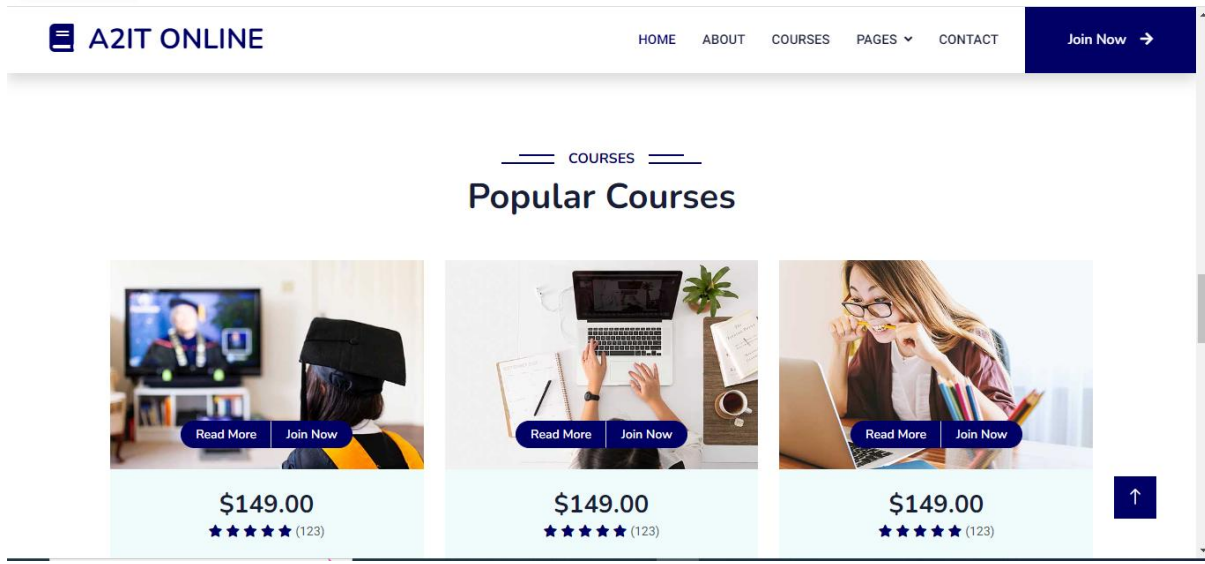 A2IT ONLINE
HOME ABOUT COURSES PAGES CONTACT Join Now →
COURSES
Popular Courses
Read More Join Now
Read More Join Now
Read More Join Now
$149.00
(123)
$149.00
(123)
$149.00
(123)
↑